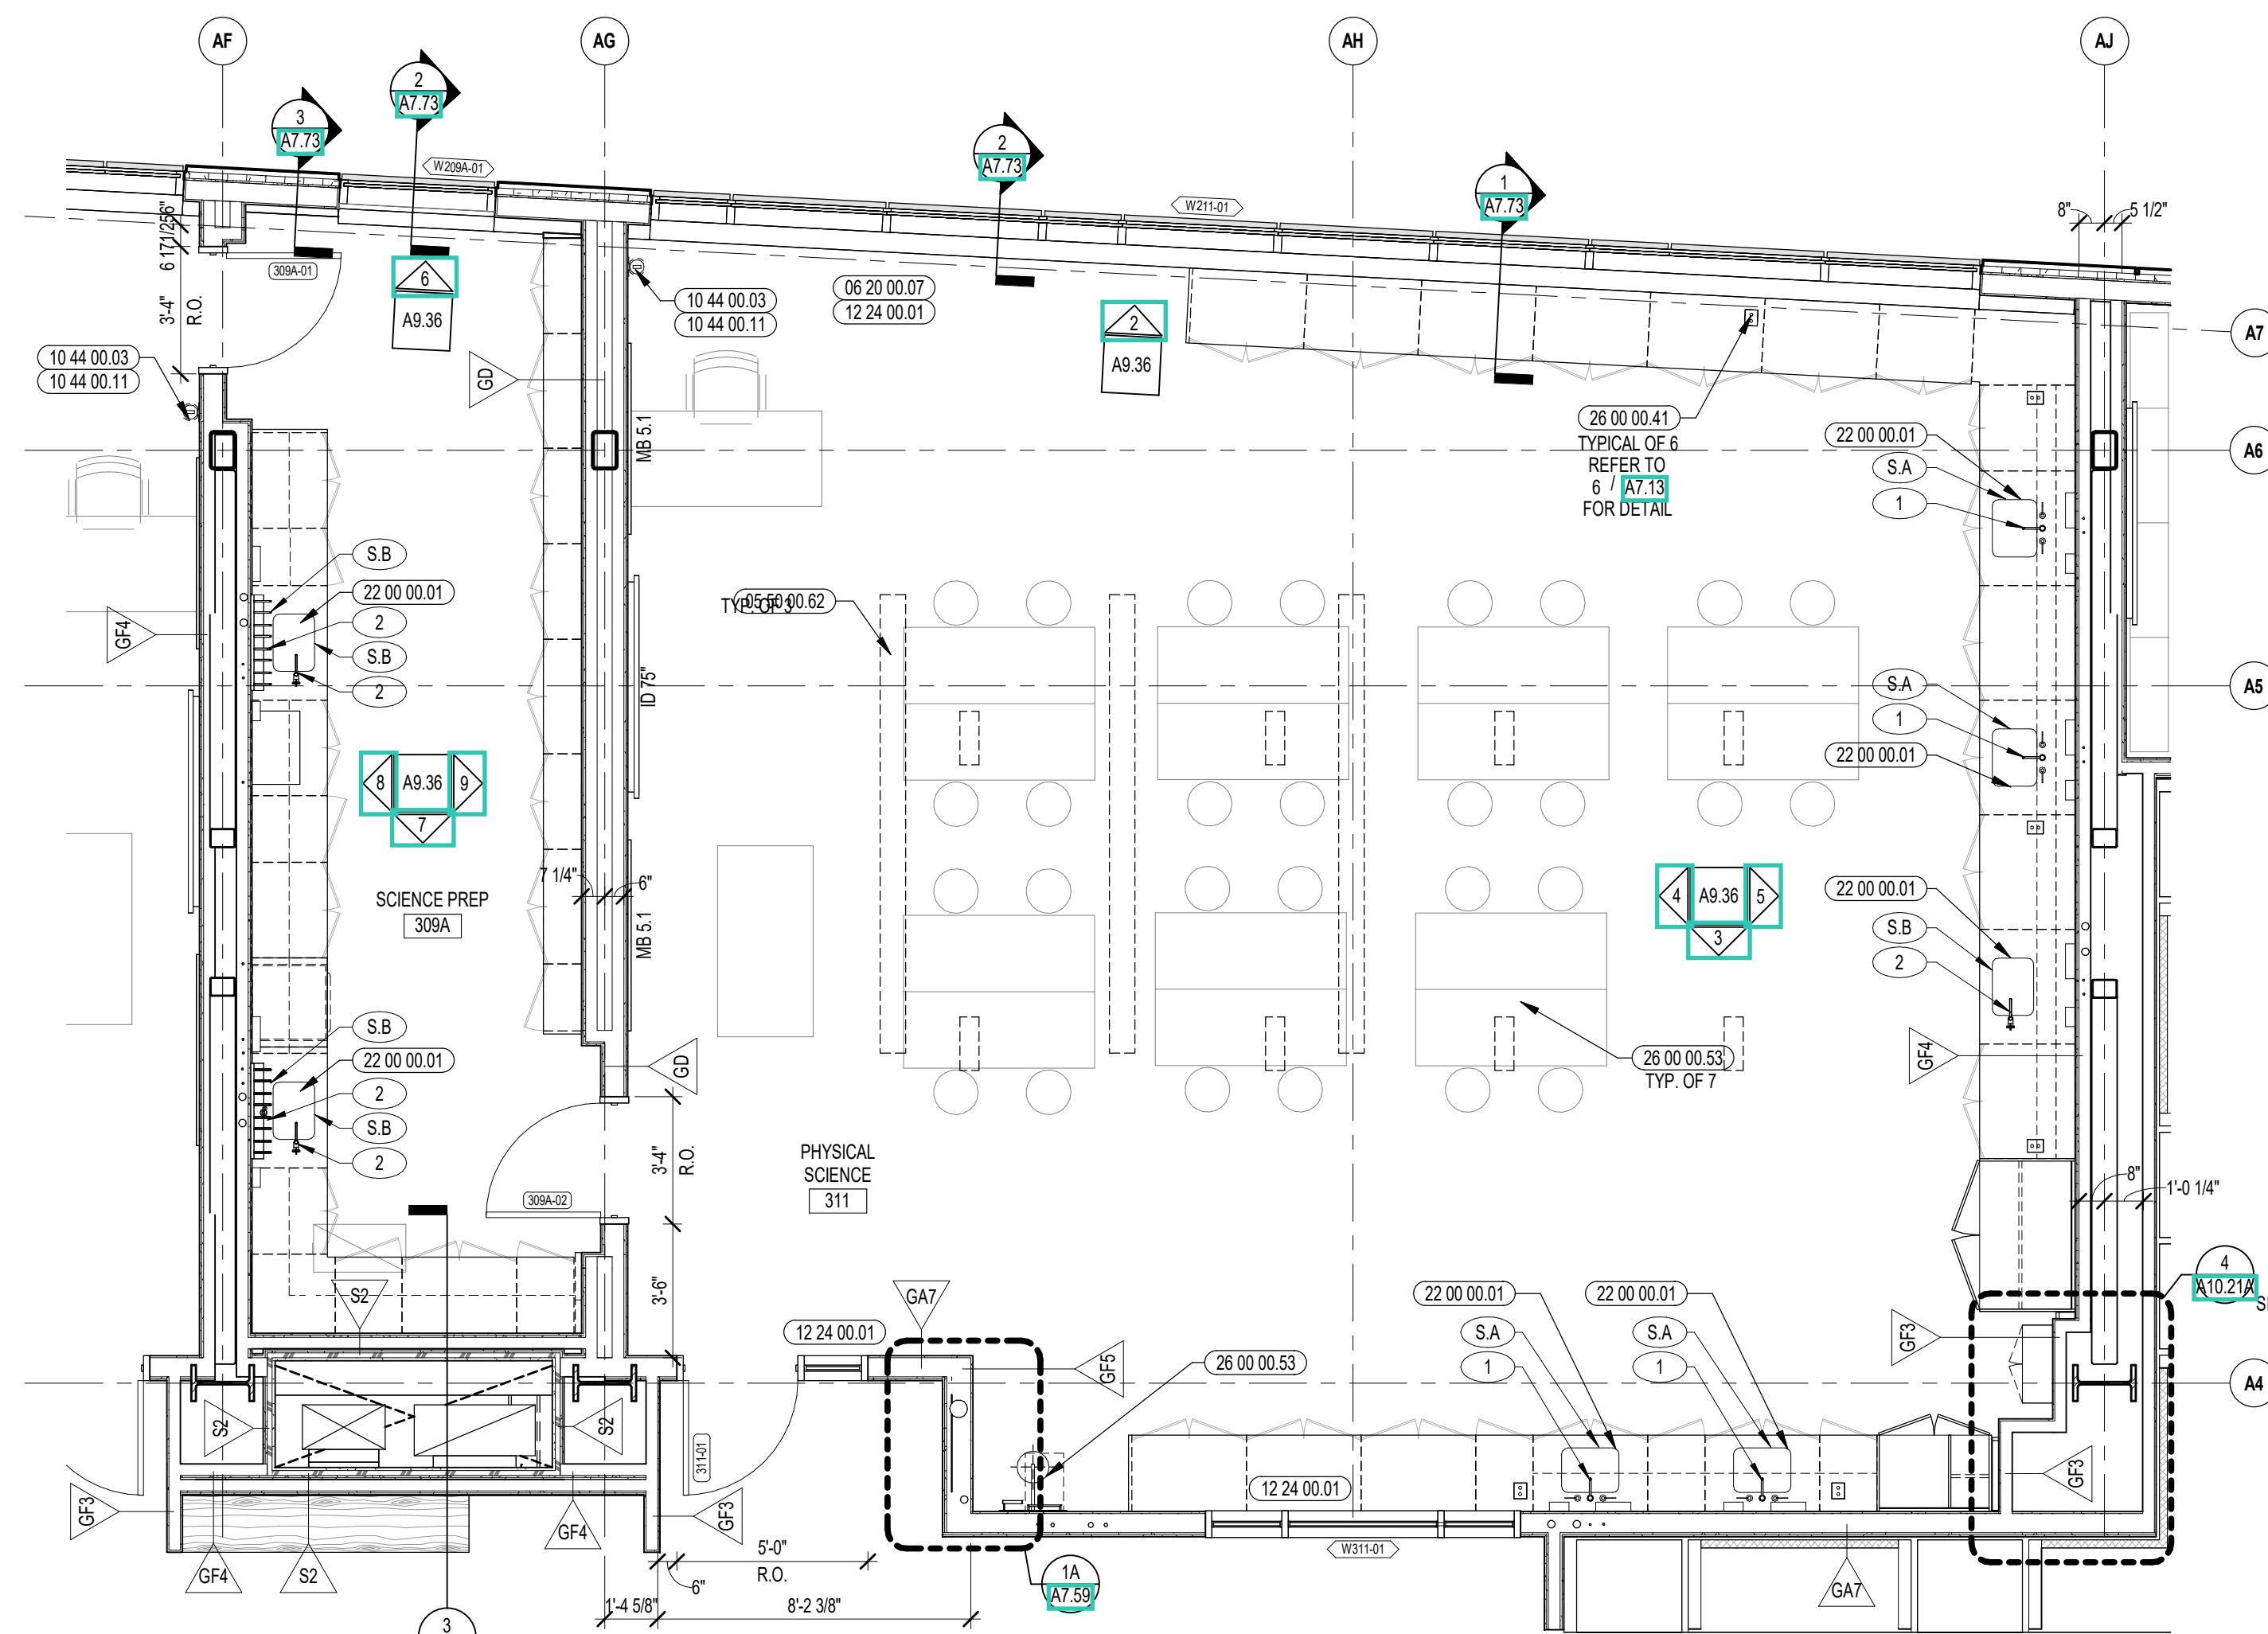 AF
AG
AH
AJ
2
A7.73
3
A7.73
2
A7.73
1
A7.73
W209A-01
W211-01
8"
5 1/2"
3'-4"
R.O.
309A-01
6
A9.36
10 44 00.03
10 44 00.11
06 20 00.07
12 24 00.01
2
A9.36
A7
10 44 00.03
10 44 00.11
GD
MB 5.1
26 00 00.41
TYPICAL OF 6
REFER TO
6 / A7.13
FOR DETAIL
22 00 00.01
S.A
1
A6
S.B
22 00 00.01
2
S.B
2
GF4
05 50 00.62
TYP. OF 3
ID 75"
S.A
1
22 00 00.01
A5
8
A9.36
9
7
7 1/4"
6"
SCIENCE PREP
309A
MB 5.1
4
A9.36
5
3
22 00 00.01
S.B
2
S.B
22 00 00.01
2
S.B
2
GD
26 00 00.53
TYP. OF 7
GF4
PHYSICAL
SCIENCE
311
3'-4"
R.O.
309A-02
8"
1'-0 1/4"
3'-6"
S2
GA7
12 24 00.01
GF5
26 00 00.53
22 00 00.01
S.A
1
22 00 00.01
S.A
1
GF3
4
A10.21A
A4
S2
S2
311-01
12 24 00.01
GF3
GF3
GF4
GF3
GF4
S2
5'-0"
R.O.
6"
1A
A7.59
W311-01
GA7
1'-4 5/8"
8'-2 3/8"
3